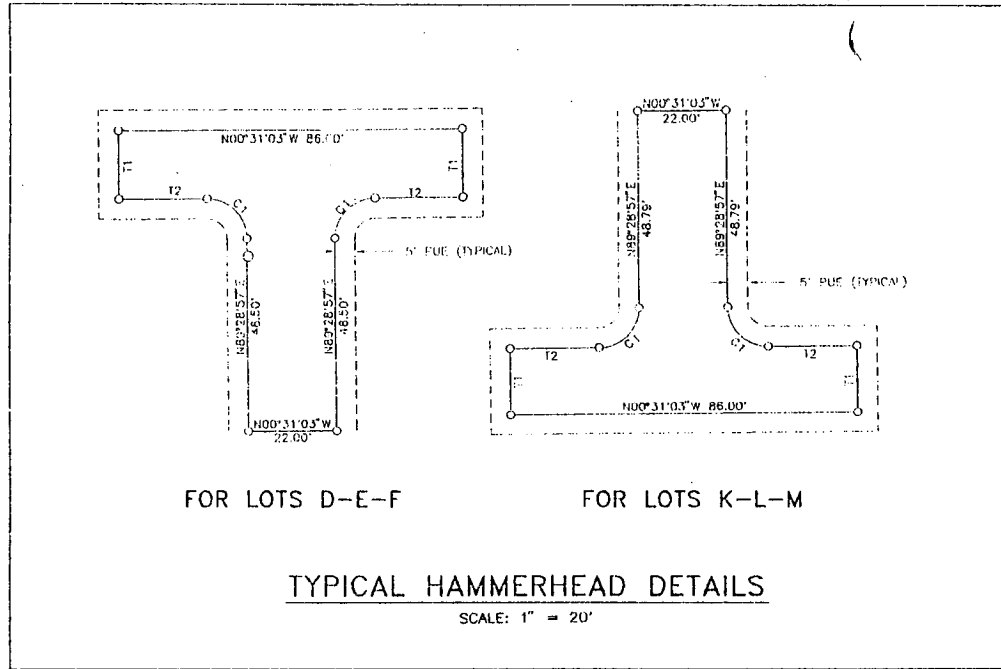 N00°31'03"W 86.00'
T1
T1
T2
T2
C1
C1
5' PUE (TYPICAL)
N89°28'57"E
48.50'
N89°28'57"E
48.50'
N00°31'03"W
22.00'
FOR LOTS D-E-F
N00°31'03"W
22.00'
N89°28'57"E
48.79'
N89°28'57"E
48.79'
5' PUE (TYPICAL)
C1
C1
T2
T2
T1
T1
N00°31'03"W 86.00'
FOR LOTS K-L-M
TYPICAL HAMMERHEAD DETAILS
SCALE: 1" = 20'